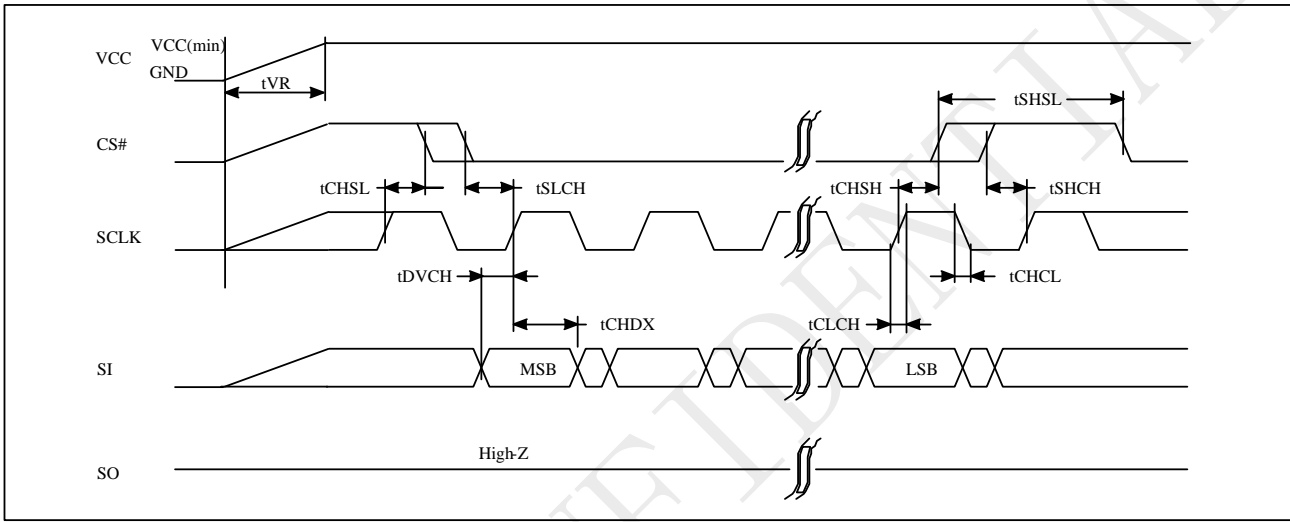 VCC(min)
VCC
GND
tVR
tSHSL
CS#
tCHSL
tSLCH
tCHSH
tSHCH
SCLK
tDVCH
tCHCL
tCHDX
tCLCH
SI
MSB
LSB
High-Z
SO